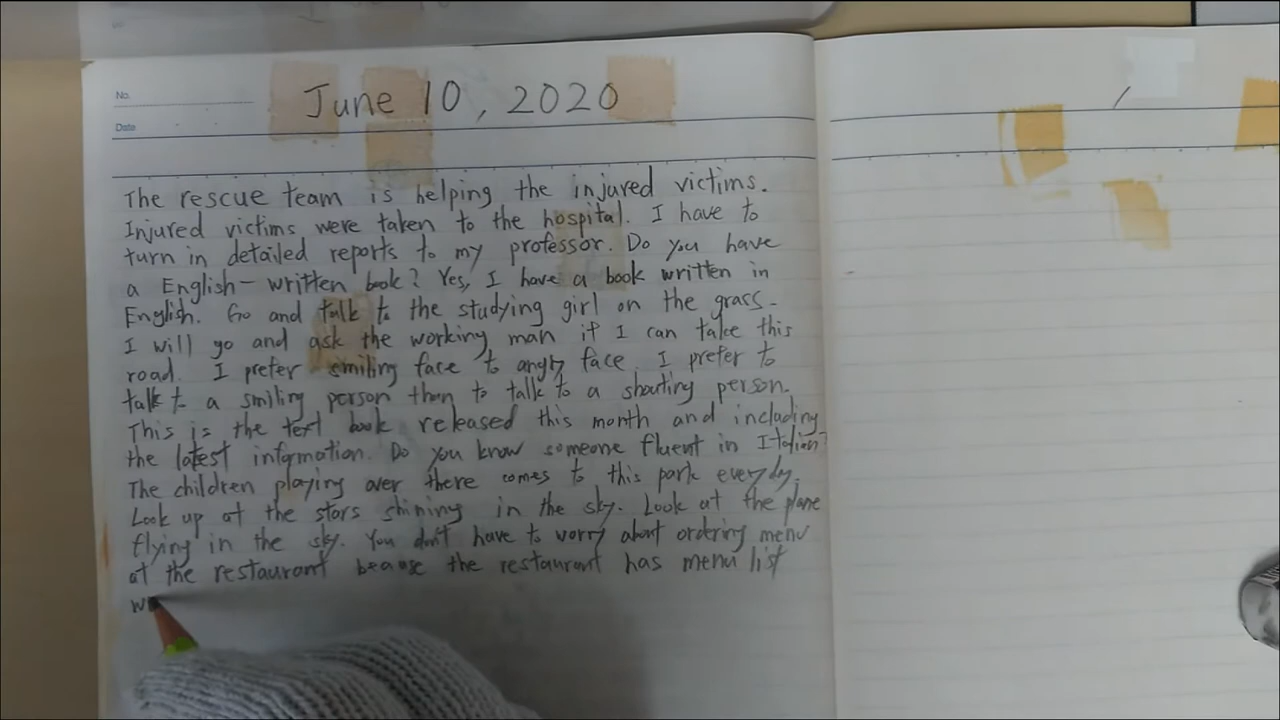 No.
June 10, 2020
Date
The rescue team is helping the injured victims.
Injured victims were taken to the hospital. I have to
turn in detailed reports to my professor. Do you have
a English-written book? Yes, I have a book written in
English. Go and talk to the studying girl on the grass.
I will go and ask the working man if I can take this
road. I prefer smiling face to angry face. I prefer to
talk to a smiling person than to talk to a shouting person.
This is the text book released this month and including
the latest information. Do you know someone fluent in Italian?
The children playing over there comes to this park everyday.
Look up at the stars shining in the sky. Look at the plane
flying in the sky. You don't have to worry about ordering menu
at the restaurant because the restaurant has menu list